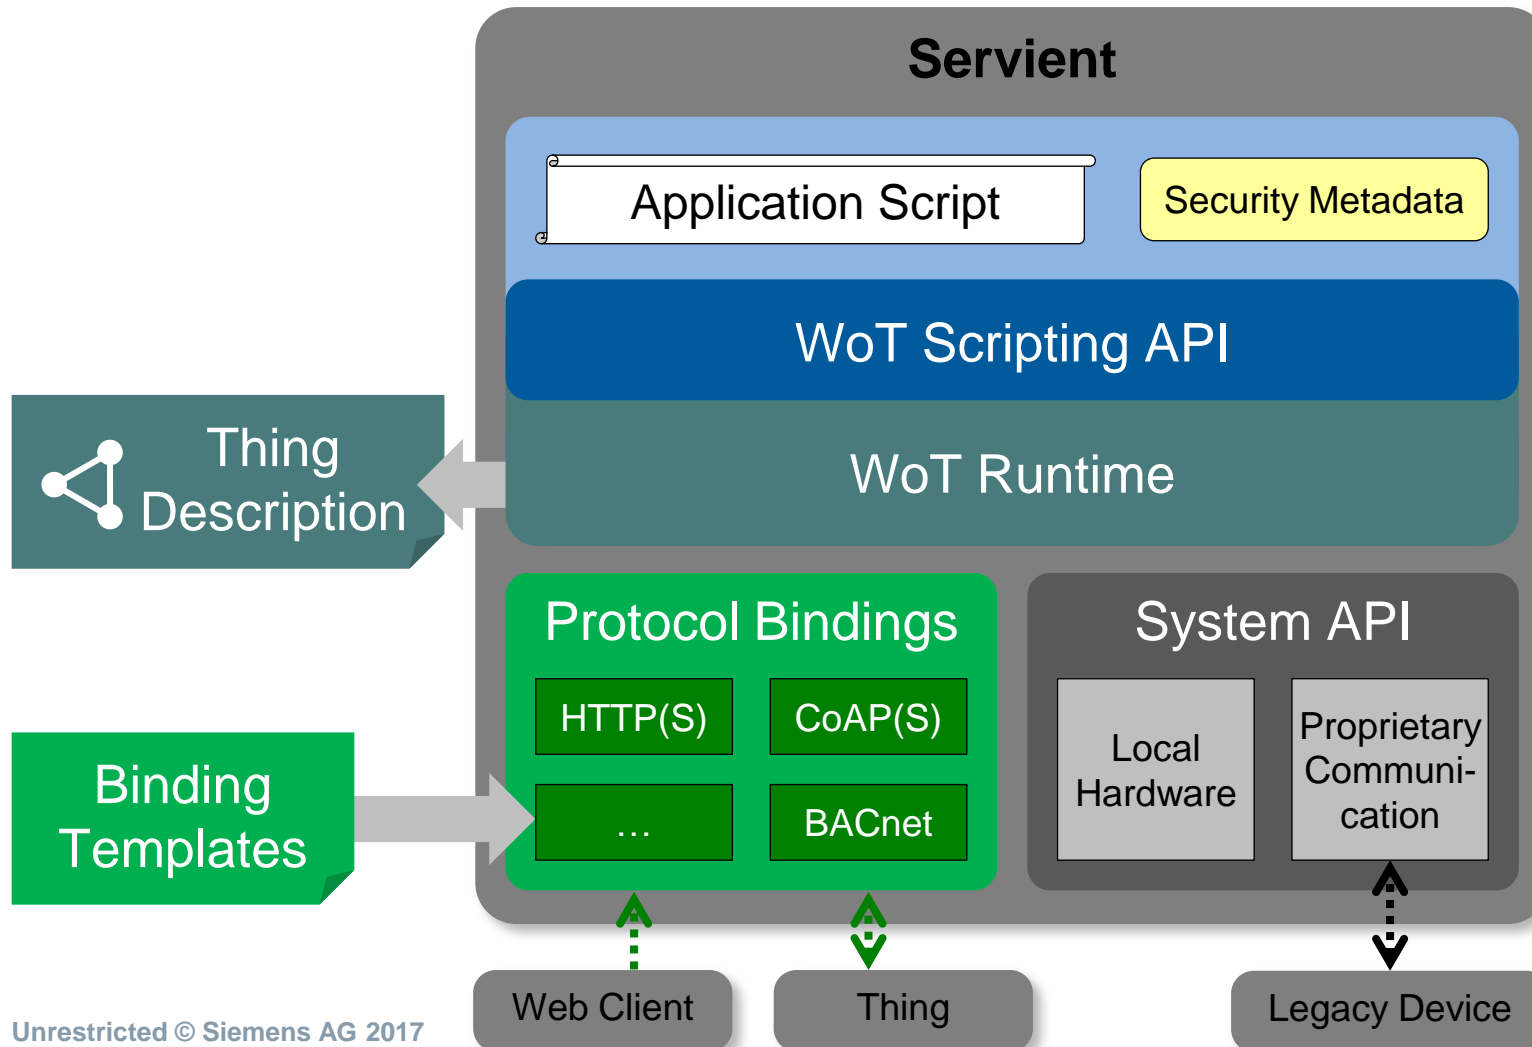 Servient
Application Script
Security Metadata
WoT Scripting API
Thing
Description
WoT Runtime
Protocol Bindings
HTTP(S)
CoAP(S)
…
BACnet
System API
Local
Hardware
Proprietary
Communi-
cation
Binding
Templates
Web Client
Thing
Legacy Device
Unrestricted © Siemens AG 2017